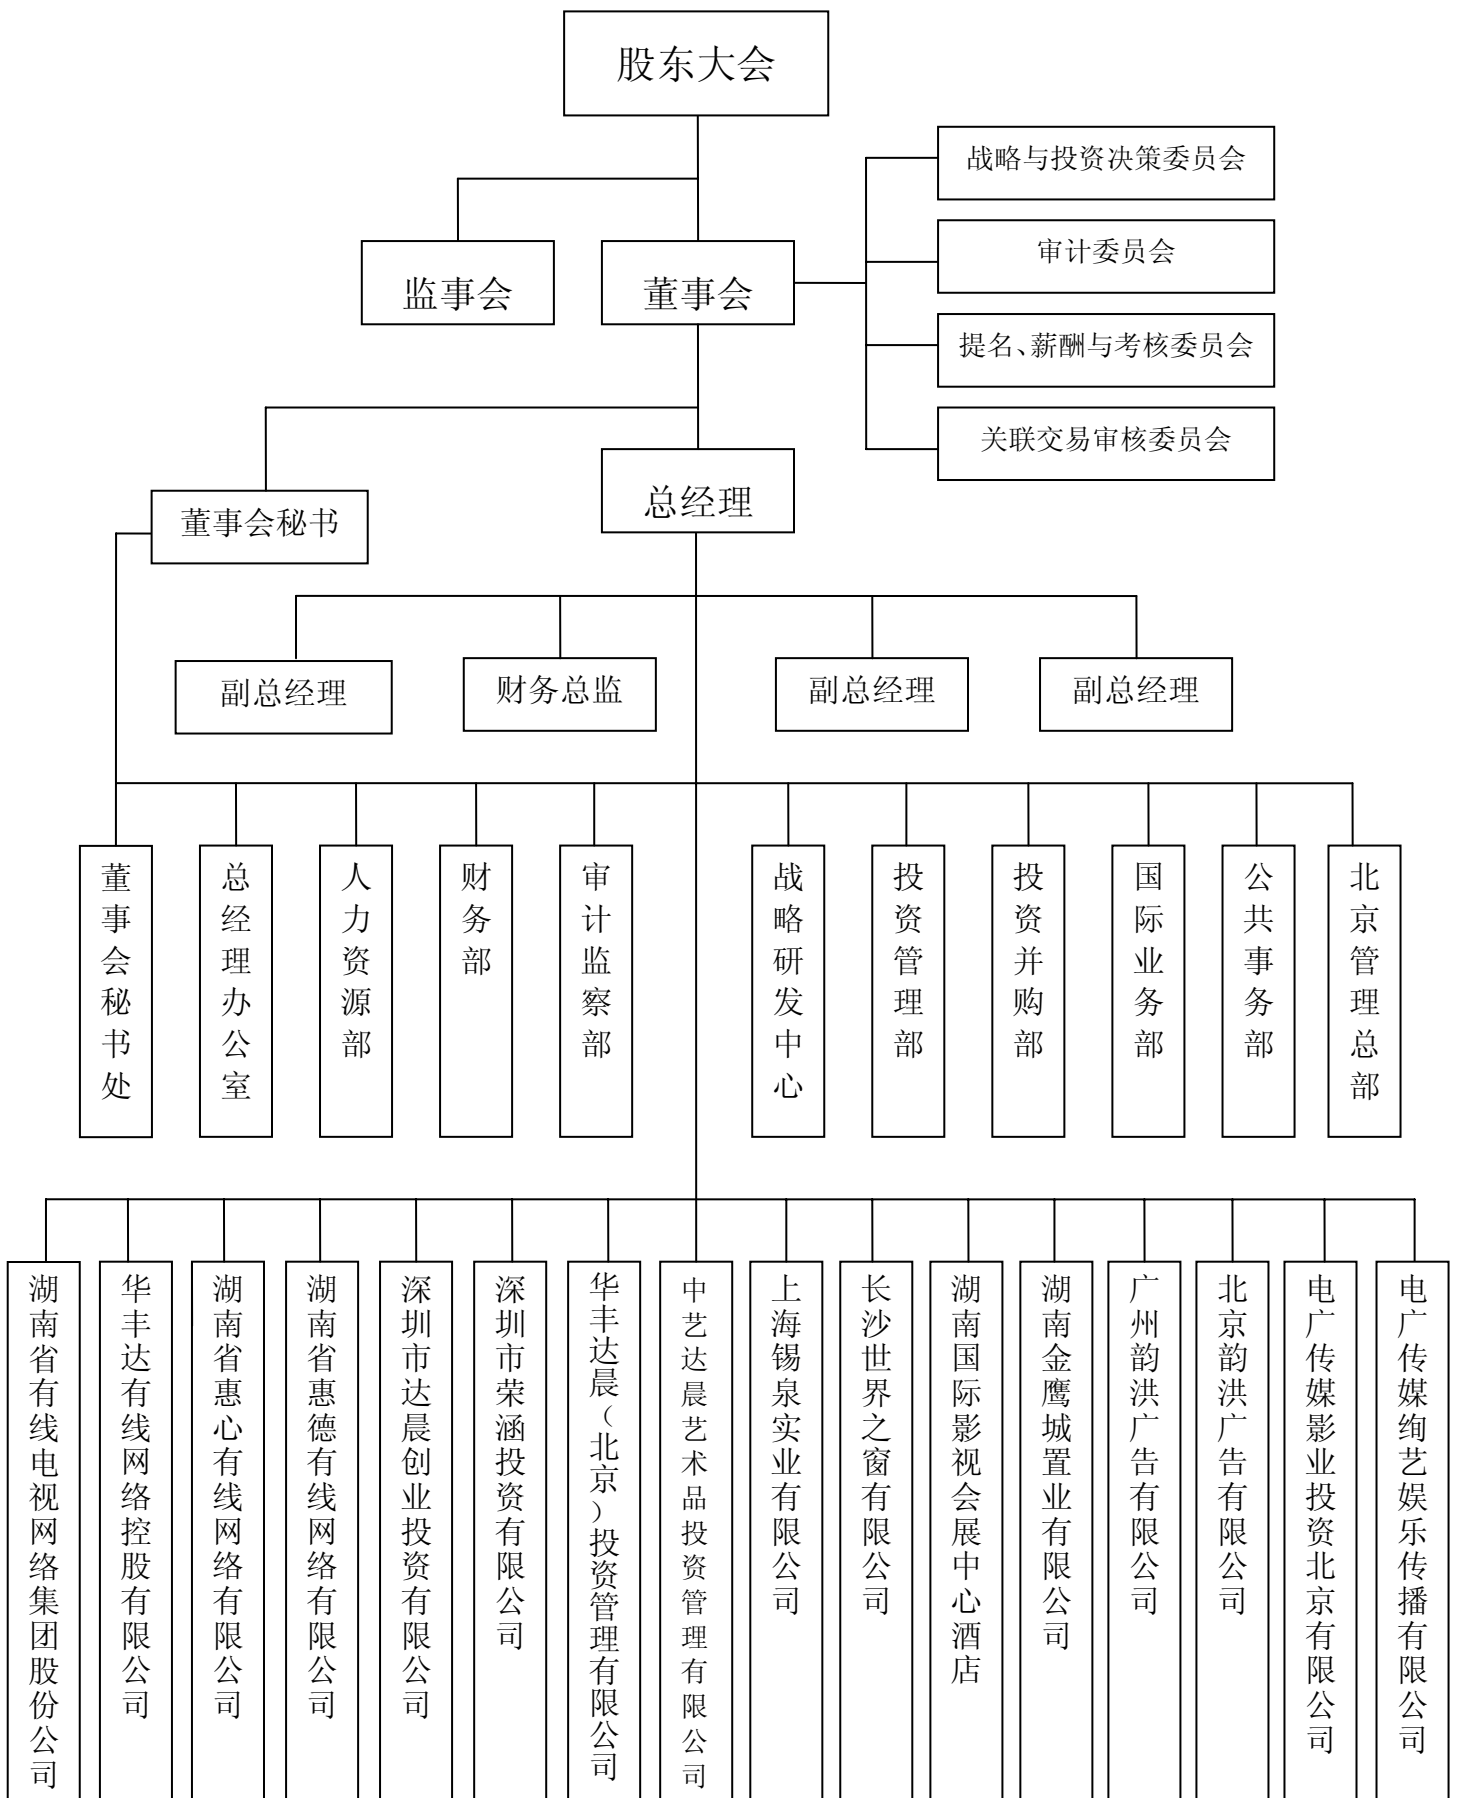 股东大会
战略与投资决策委员会
审计委员会
监事会
董事会
提名、薪酬与考核委员会
关联交易审核委员会
总经理
董事会秘书
副总经理
财务总监
副总经理
副总经理
董事会秘书处
总经理办公室
人力资源部
财务部
审计监察部
战略研发中心
投资管理部
投资并购部
国际业务部
公共事务部
北京管理总部
湖南省有线电视网络集团股份公司
华丰达有线网络控股有限公司
湖南省惠心有线网络有限公司
湖南省惠德有线网络有限公司
深圳市达晨创业投资有限公司
深圳市荣涵投资有限公司
华丰达晨（北京）投资管理有限公司
中艺达晨艺术品投资管理有限公司
上海锡泉实业有限公司
长沙世界之窗有限公司
湖南国际影视会展中心酒店
湖南金鹰城置业有限公司
广州韵洪广告有限公司
北京韵洪广告有限公司
电广传媒影业投资北京有限公司
电广传媒绚艺娱乐传播有限公司